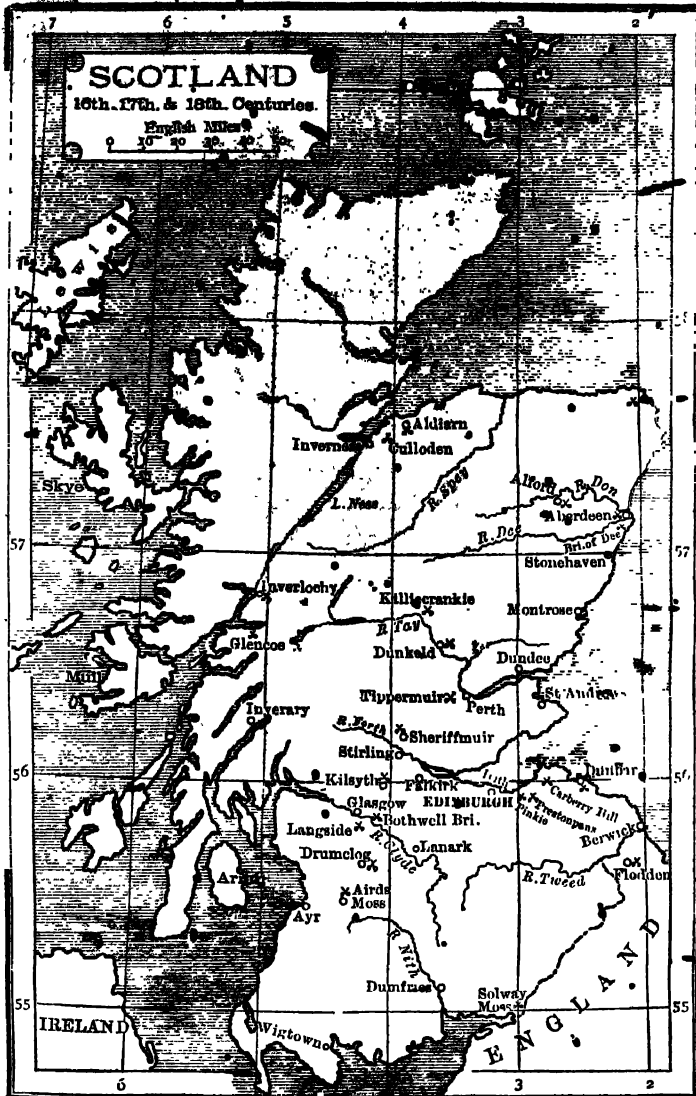 7 5 4 3 2
SCOTLAND
16th. 17th. & 18th. Centuries.
English Miles
0 10 20 30 40
Aldiarn
Inverness
Culloden
Skye
L. Ness
R. Spey
Alford
R. Don
Aberdeen
R. Dee
Bri. of Dee
57
57
Stonehaven
Inverlochy
Killiecrankie
Montrose
R Tay
Glencoe
Dunkeld
Mull
Dundee
Tippermuir
Perth
St Andrews
Inverary
R. Forth
Sheriffmuir
Stirling
56
56
Kilsyth
Falkirk
Dunbar
Glasgow
EDINBURGH
Carberry Hill
Prestonpans
Pinkie
Bothwell Bri.
Langside
Berwick
Drumclog
R. Clyde
Lanark
Flodden
Arran
R. Tweed
Airds
Moss
Ayr
R Nith
Dumfries
Solway
Moss
55
55
IRELAND
Wigtown
ENGLAND
6 3 2